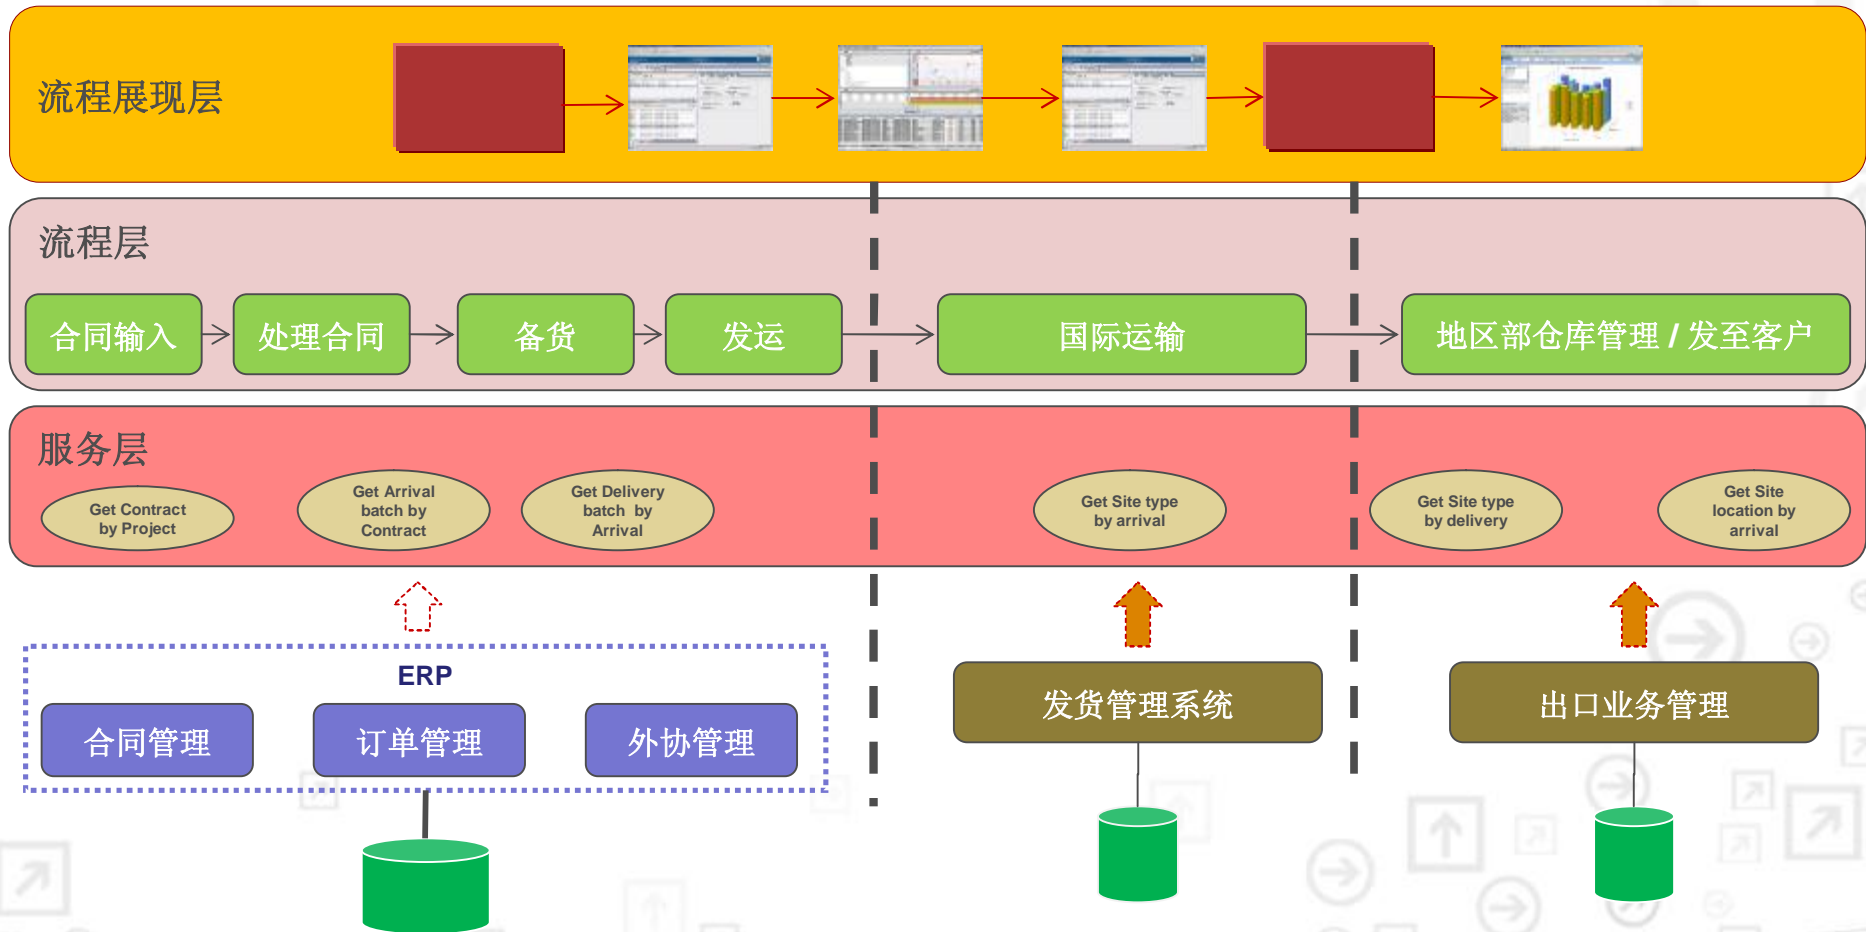 流程展现层
流程层
合同输入
处理合同
备货
发运
国际运输
地区部仓库管理 / 发至客户
服务层
Get Contract
by Project
Get Arrival
batch by
Contract
Get Delivery
batch by
Arrival
Get Site type
by arrival
Get Site type
by delivery
Get Site
location by
arrival
ERP
合同管理
订单管理
外协管理
发货管理系统
出口业务管理